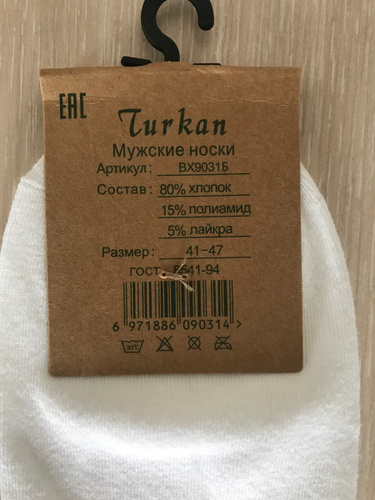 EAC
Turkan
Мужские носки
Артикул: BX90315
Состав: 80% хлопок
15% полиамид
5% лайкра
Размер: 41-47
ГОСТ: 8541-94
6 971886 090314 >
30°C